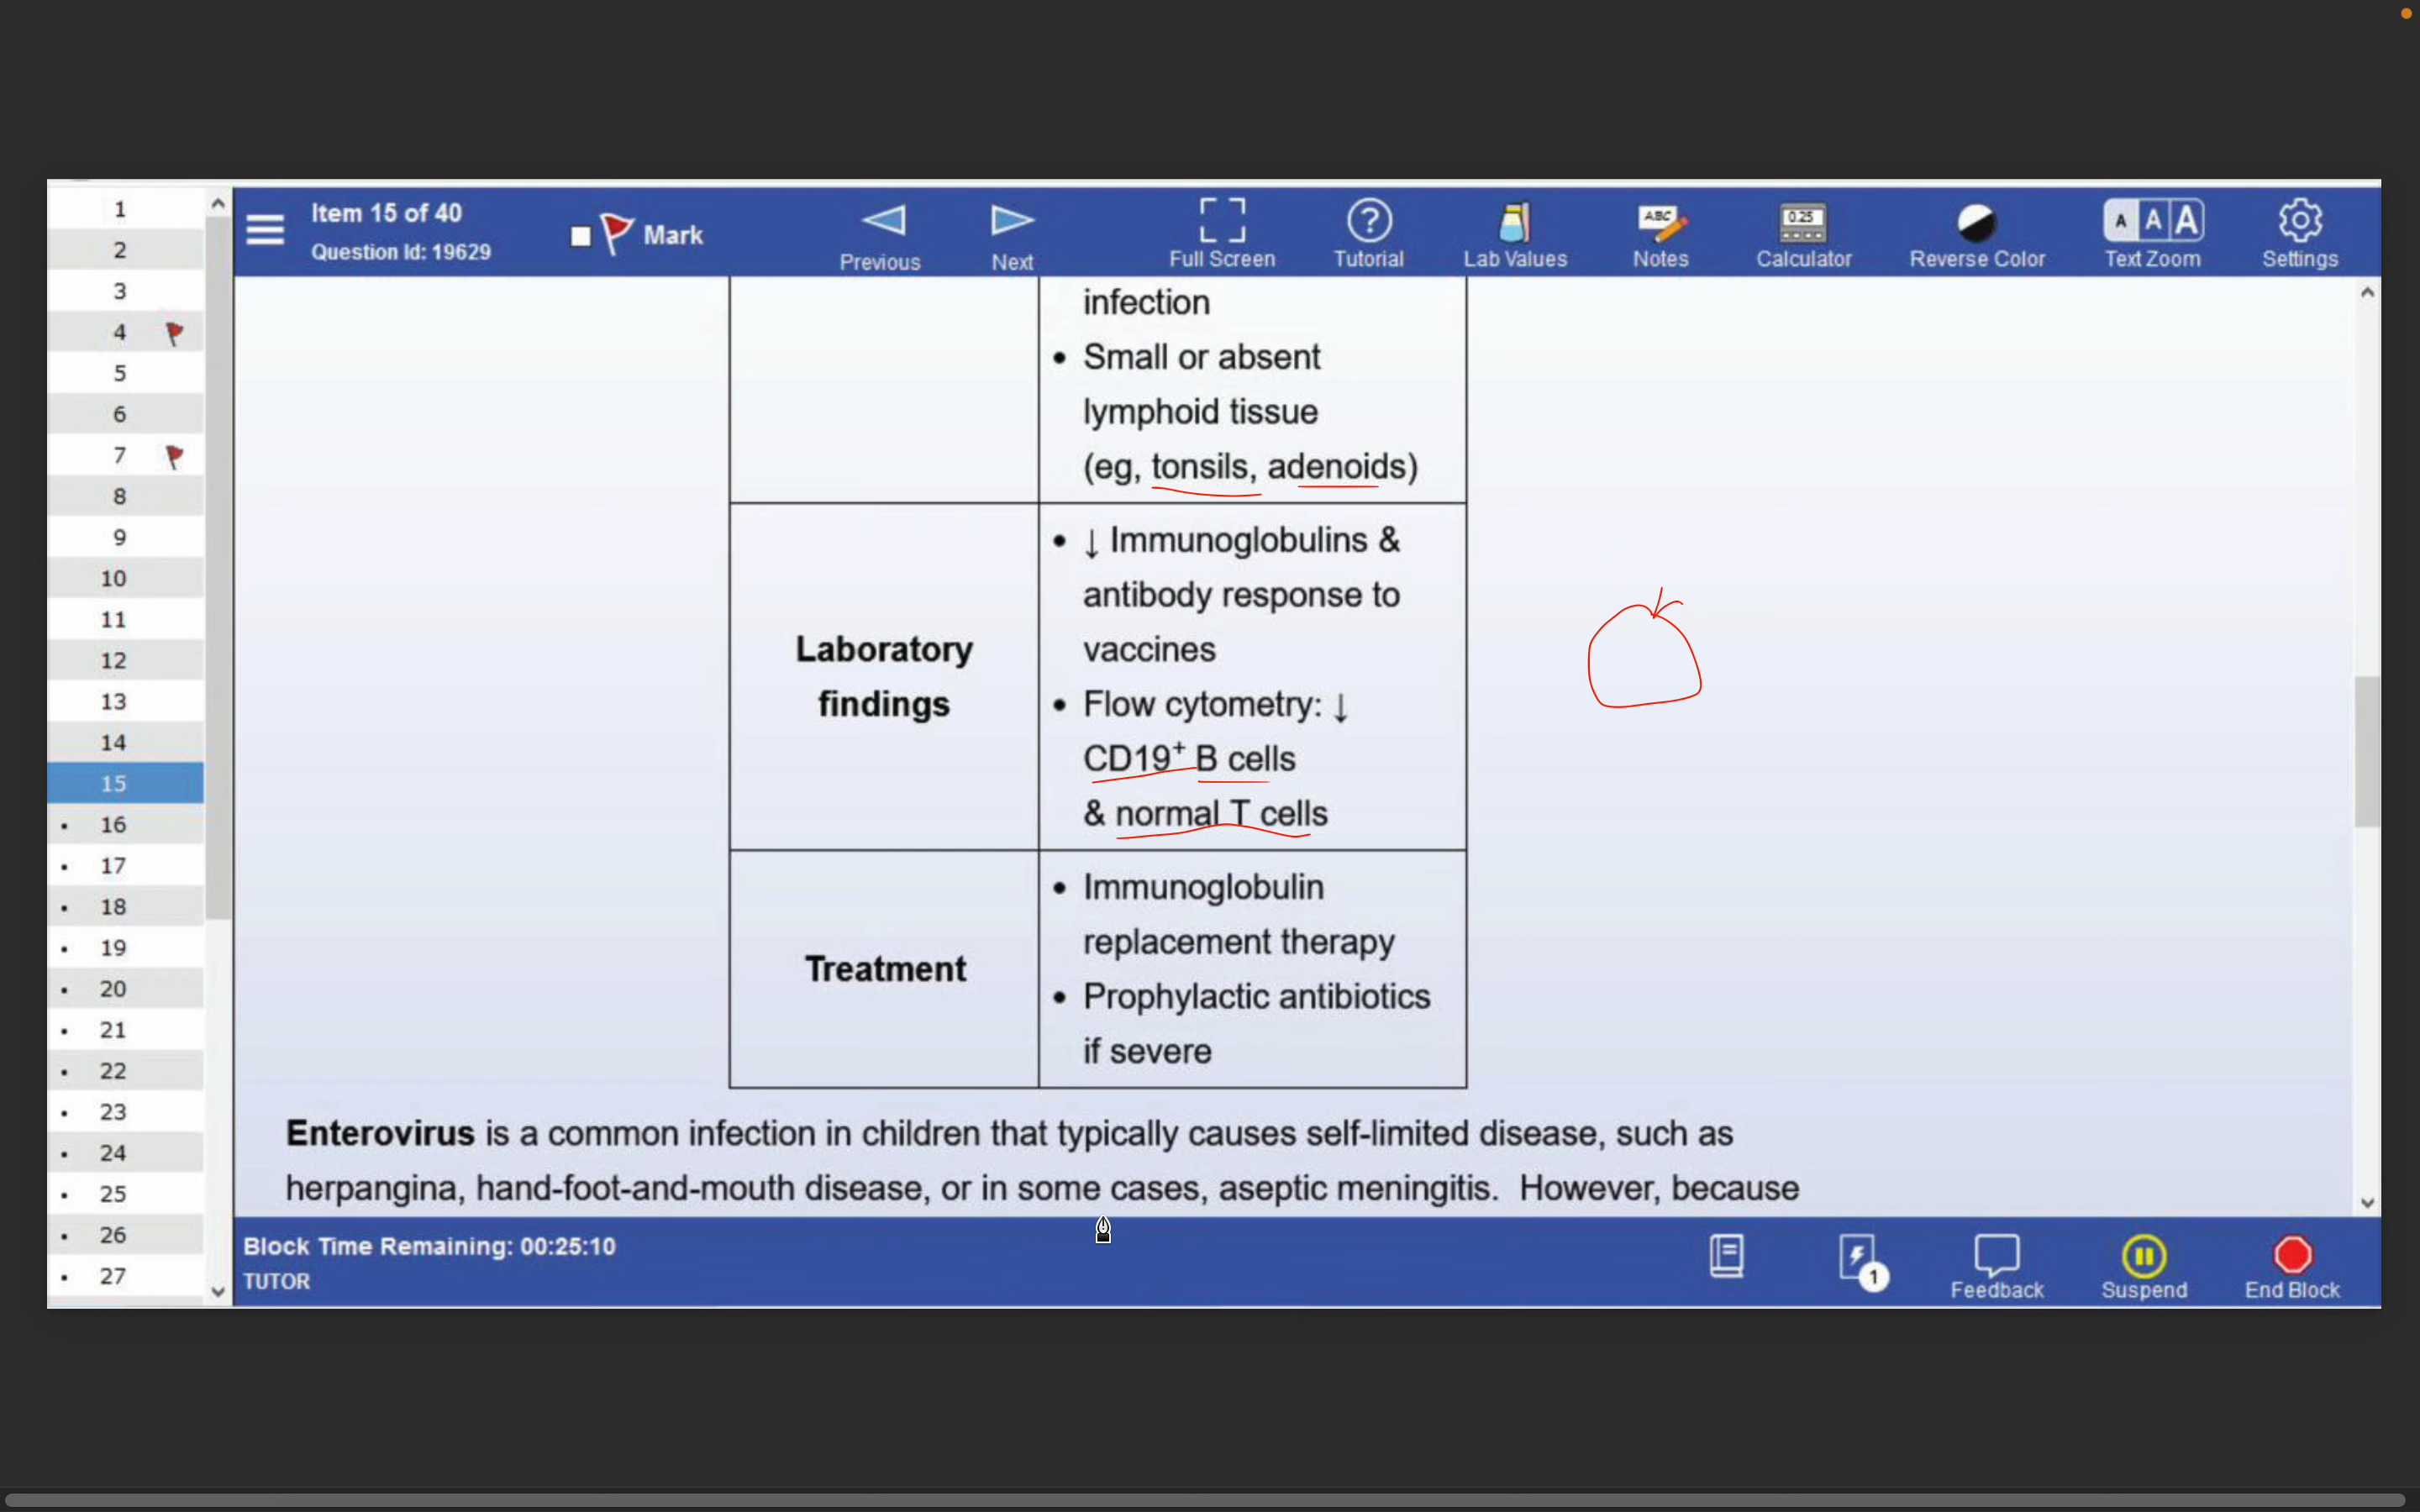 Item 15 of 40
Question Id: 19629
Mark
Previous
Next
Full Screen
Tutorial
Lab Values
ABC
Notes
0.25
Calculator
Reverse Color
A A A
Text Zoom
Settings
1
2
3
4
5
6
7
8
9
10
11
12
13
14
15
16
17
18
19
20
21
22
23
24
25
26
27
infection
• Small or absent
lymphoid tissue
(eg, tonsils, adenoids)
Laboratory
findings
• ↓ Immunoglobulins &
antibody response to
vaccines
• Flow cytometry: ↓
CD19⁺ B cells
& normal T cells
Treatment
• Immunoglobulin
replacement therapy
• Prophylactic antibiotics
if severe
Enterovirus is a common infection in children that typically causes self-limited disease, such as
herpangina, hand-foot-and-mouth disease, or in some cases, aseptic meningitis. However, because
Block Time Remaining: 00:25:10
TUTOR
1
Feedback
Suspend
End Block